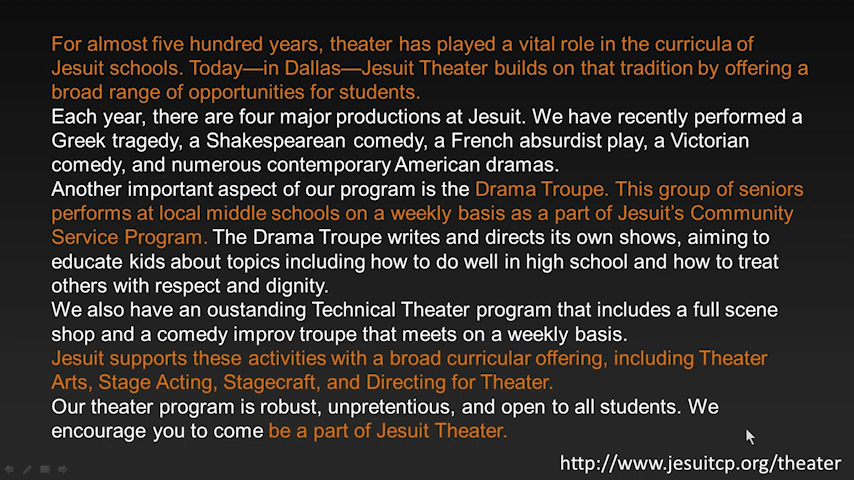 For almost five hundred years, theater has played a vital role in the curricula of
Jesuit schools. Today—in Dallas—Jesuit Theater builds on that tradition by offering a
broad range of opportunities for students.
Each year, there are four major productions at Jesuit. We have recently performed a
Greek tragedy, a Shakespearean comedy, a French absurdist play, a Victorian
comedy, and numerous contemporary American dramas.
Another important aspect of our program is the Drama Troupe. This group of seniors
performs at local middle schools on a weekly basis as a part of Jesuit's Community
Service Program. The Drama Troupe writes and directs its own shows, aiming to
educate kids about topics including how to do well in high school and how to treat
others with respect and dignity.
We also have an oustanding Technical Theater program that includes a full scene
shop and a comedy improv troupe that meets on a weekly basis.
Jesuit supports these activities with a broad curricular offering, including Theater
Arts, Stage Acting, Stagecraft, and Directing for Theater.
Our theater program is robust, unpretentious, and open to all students. We
encourage you to come be a part of Jesuit Theater.
http://www.jesuitcp.org/theater